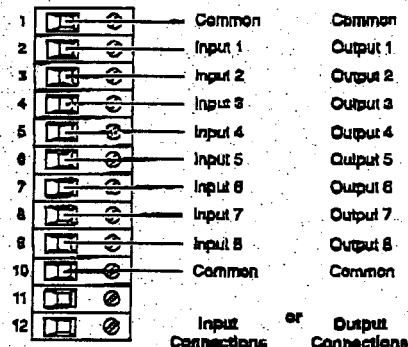 1 Common Common
2 Input 1 Output 1
3 Input 2 Output 2
4 Input 3 Output 3
5 Input 4 Output 4
6 Input 5 Output 5
7 Input 6 Output 6
8 Input 7 Output 7
9 Input 8 Output 8
10 Common Common
11
12 Input or Output
Connections Connections